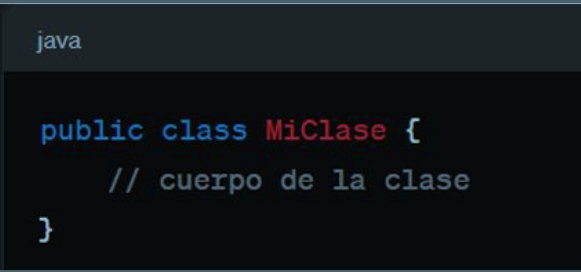 java
public class MiClase {
// cuerpo de la clase
}